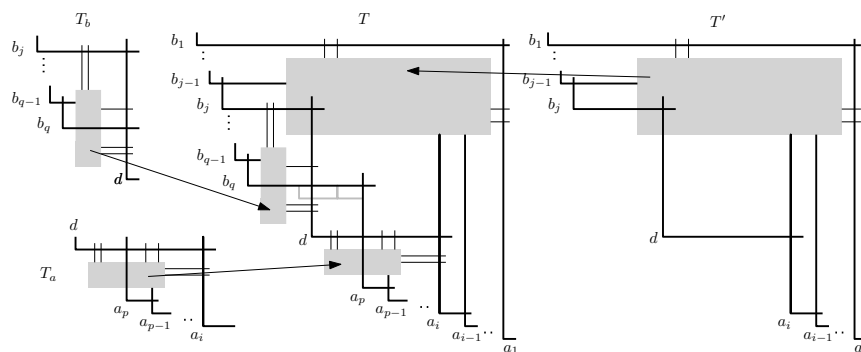 T_b
b_j
⋮
b_{q-1}
b_q
d
d
T_a
a_p
a_{p-1}
..
a_i
T
b_1
⋮
b_{j-1}
b_j
⋮
b_{q-1}
b_q
d
a_p
a_{p-1}
..
a_i
a_{i-1}
..
a_1
T'
b_1
⋮
b_{j-1}
b_j
d
a_i
a_{i-1}
..
a